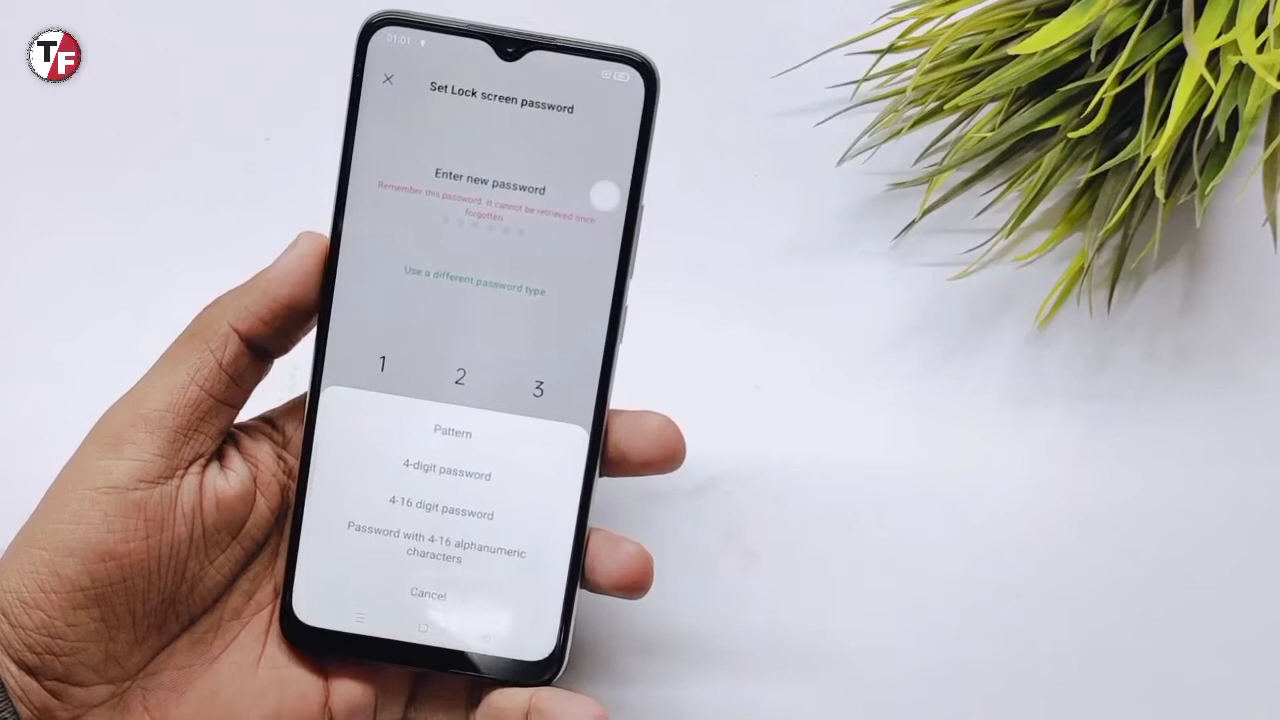 TF
01:01
Set Lock screen password
Enter new password
Remember this password. It cannot be retrieved once
forgotten.
Use a different password type
1 2 3
Pattern
4-digit password
4-16 digit password
Password with 4-16 alphanumeric
characters
Cancel